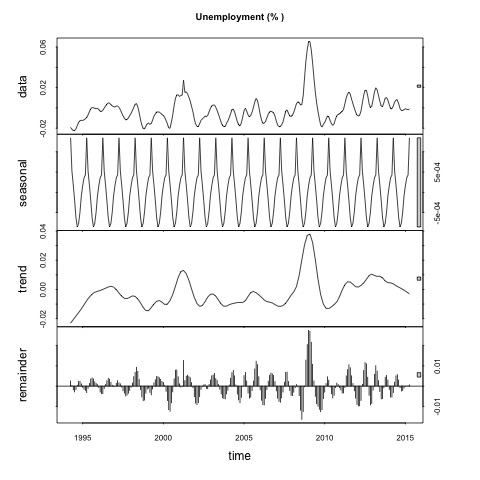 Unemployment (% )
data
-0.02 0.02 0.06
seasonal
-5e-04 5e-04
trend
-0.02 0.00 0.02 0.04
remainder
-0.01 0.01
1995 2000 2005 2010 2015
time